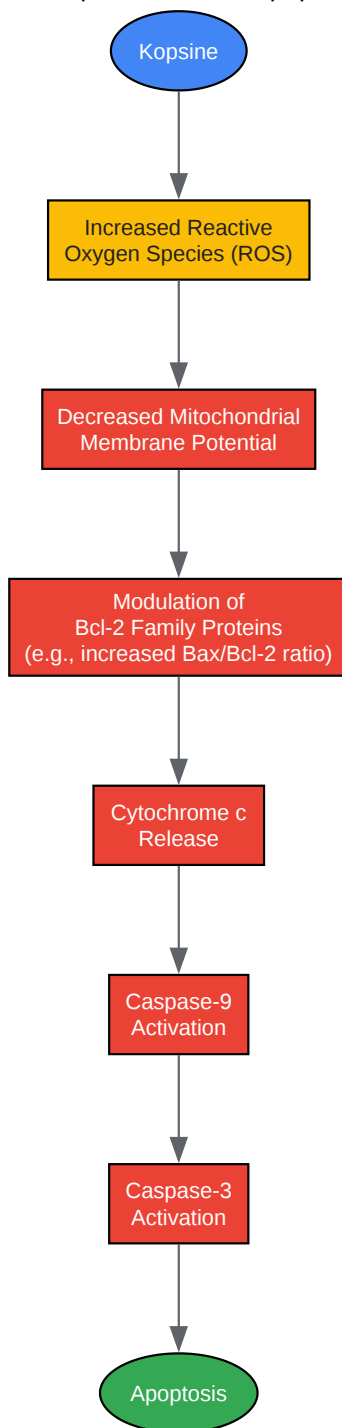 Kopsine
Increased Reactive
Oxygen Species (ROS)
Decreased Mitochondrial
Membrane Potential
Modulation of
Bcl-2 Family Proteins
(e.g., increased Bax/Bcl-2 ratio)
Cytochrome c
Release
Caspase-9
Activation
Caspase-3
Activation
Apoptosis